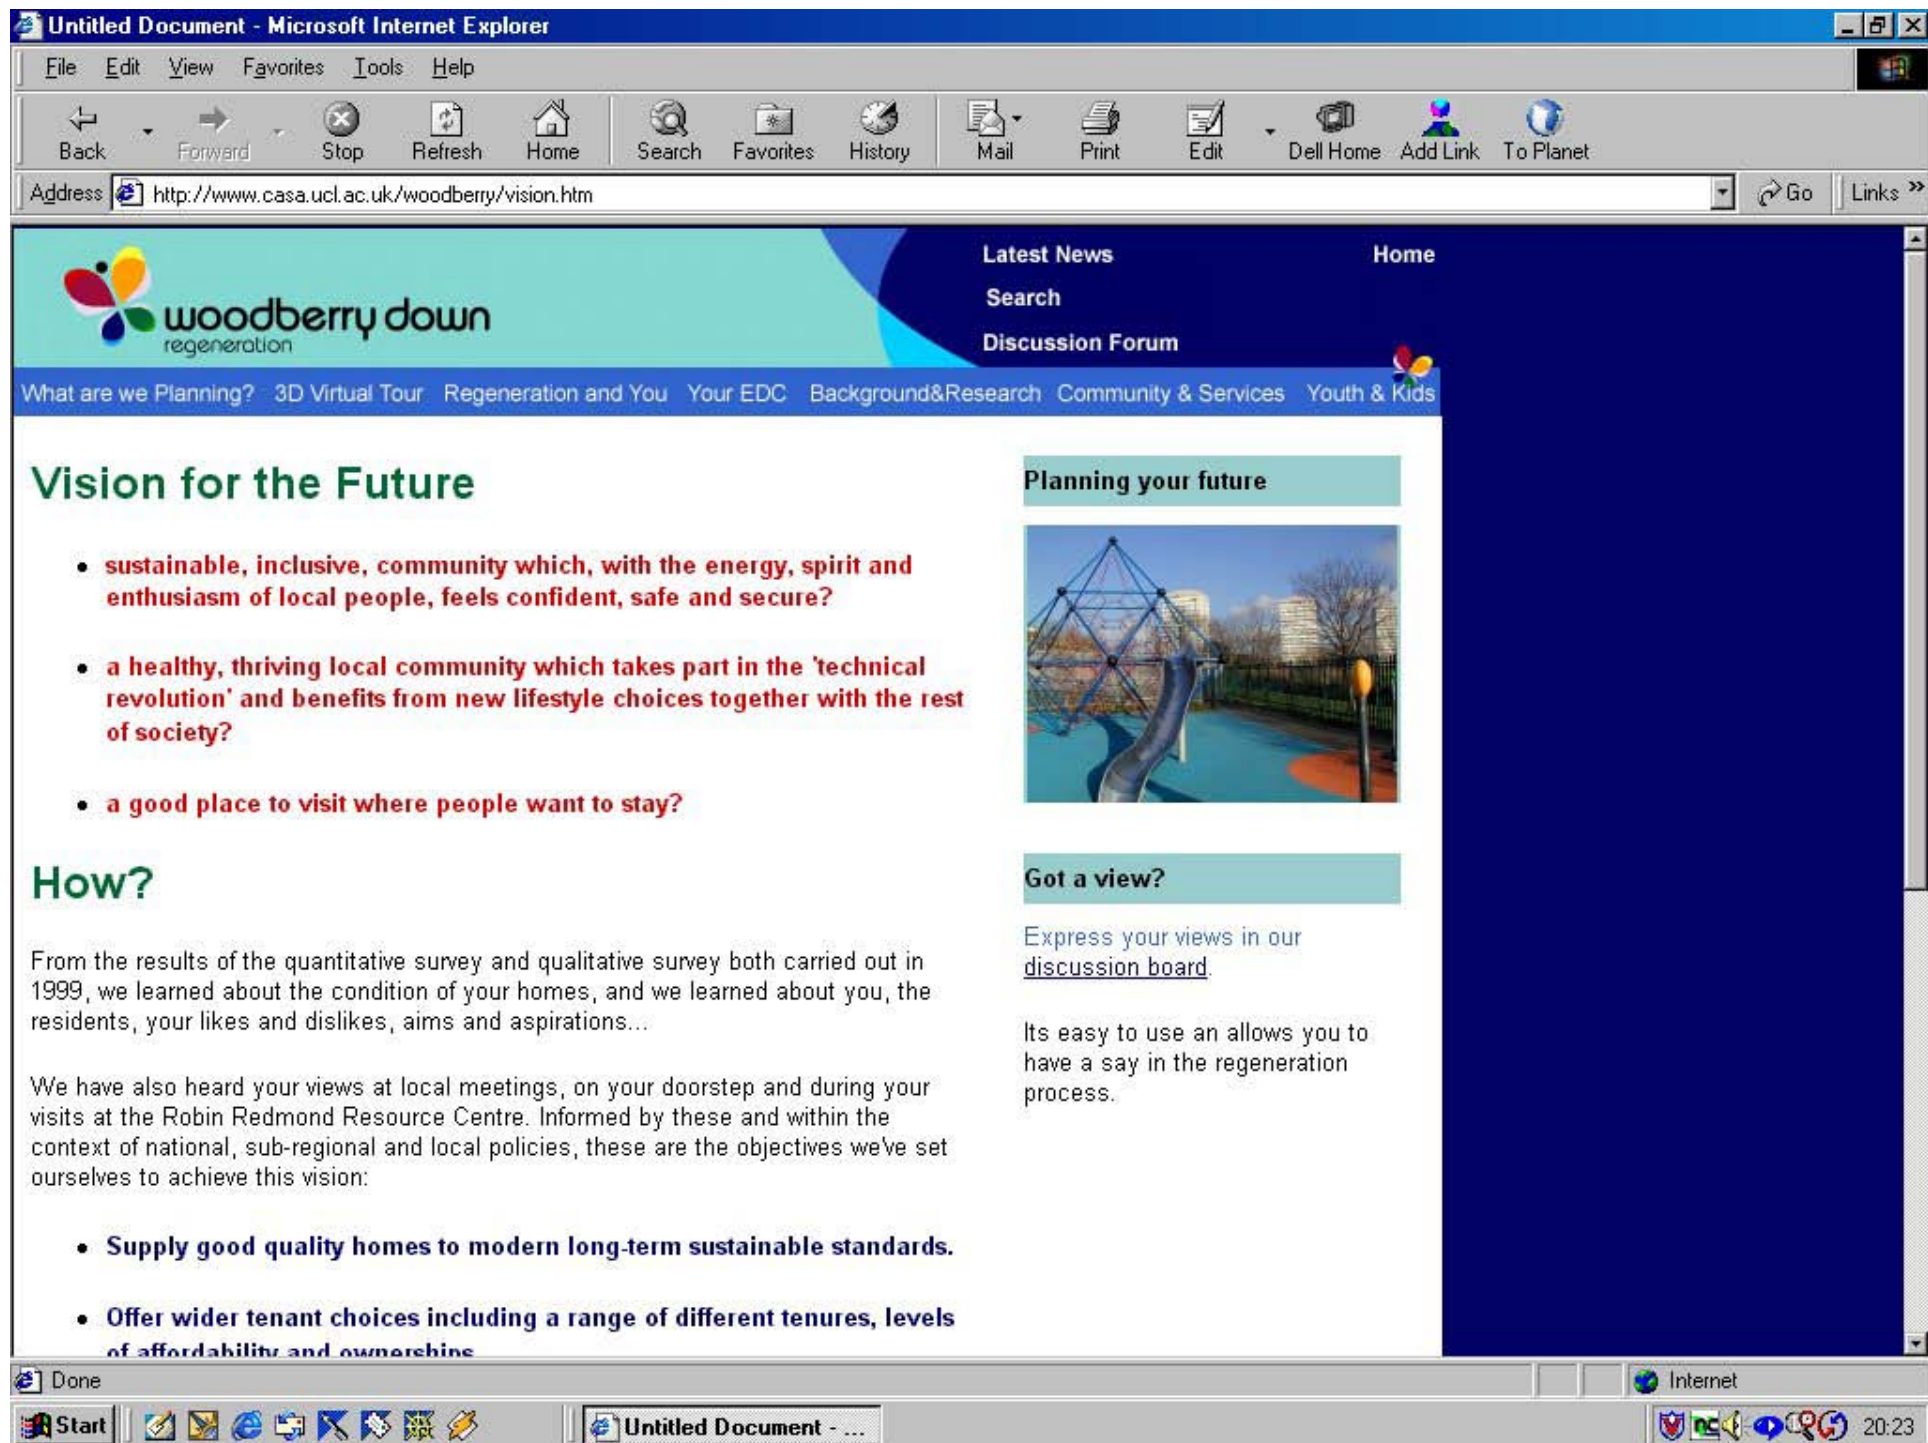 Untitled Document - Microsoft Internet Explorer
File Edit View Favorites Tools Help
Back Forward Stop Refresh Home Search Favorites History Mail Print Edit Dell Home Add Link To Planet
Address http://www.casa.ucl.ac.uk/woodberry/vision.htm Go Links »
Latest News Home
Search
Discussion Forum
woodberry down
regeneration
What are we Planning? 3D Virtual Tour Regeneration and You Your EDC Background&Research Community & Services Youth & Kids
Vision for the Future
• sustainable, inclusive, community which, with the energy, spirit and
enthusiasm of local people, feels confident, safe and secure?
• a healthy, thriving local community which takes part in the 'technical
revolution' and benefits from new lifestyle choices together with the rest
of society?
• a good place to visit where people want to stay?
How?
From the results of the quantitative survey and qualitative survey both carried out in
1999, we learned about the condition of your homes, and we learned about you, the
residents, your likes and dislikes, aims and aspirations...
We have also heard your views at local meetings, on your doorstep and during your
visits at the Robin Redmond Resource Centre. Informed by these and within the
context of national, sub-regional and local policies, these are the objectives we've set
ourselves to achieve this vision:
• Supply good quality homes to modern long-term sustainable standards.
• Offer wider tenant choices including a range of different tenures, levels
of affordability and ownerships
Planning your future
Got a view?
Express your views in our
discussion board.
Its easy to use an allows you to
have a say in the regeneration
process.
Done Internet
Start Untitled Document - ... 20:23